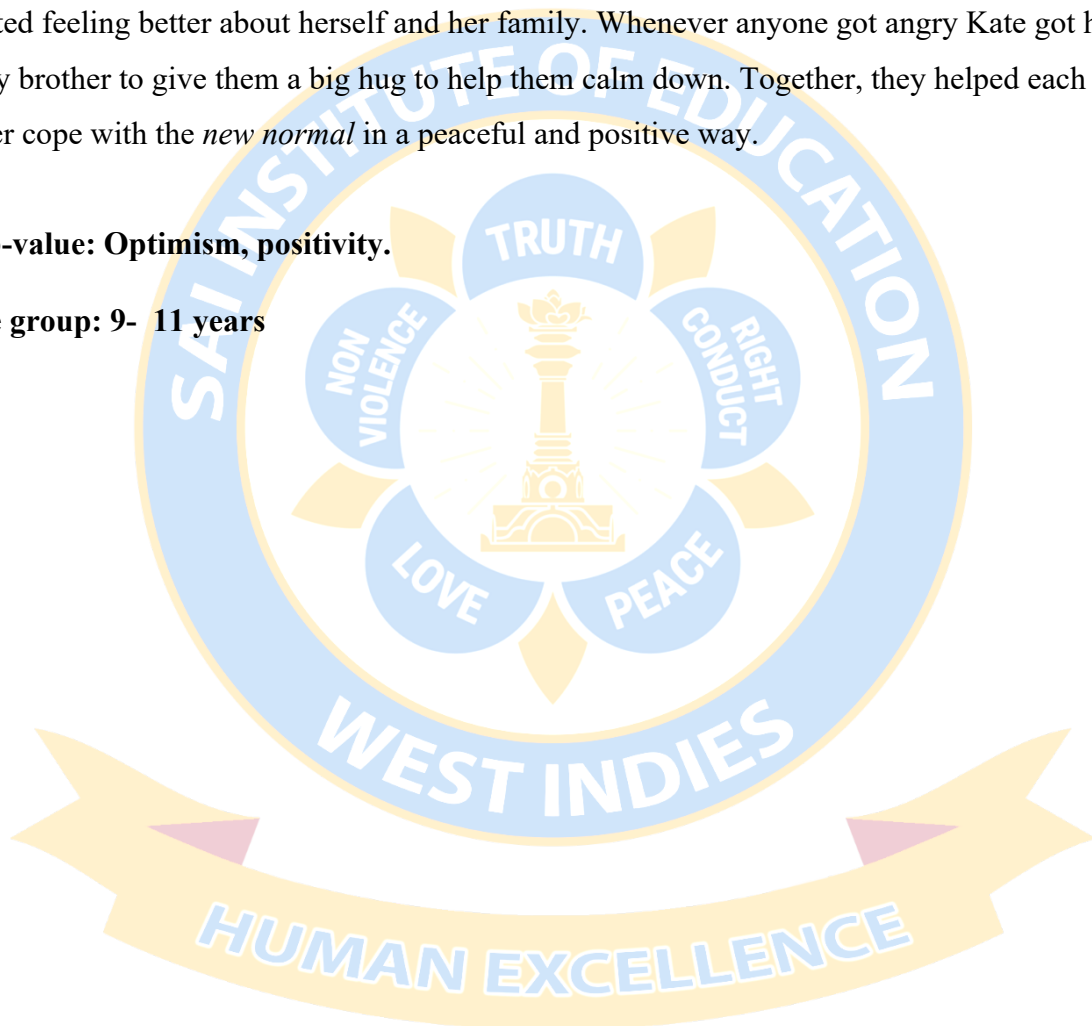 ted feeling better about herself and her family. Whenever anyone got angry Kate got h
y brother to give them a big hug to help them calm down. Together, they helped each
er cope with the new normal in a peaceful and positive way.
-value: Optimism, positivity.
e group: 9- 11 years
SAI INSTITUTE OF EDUCATION
TRUTH
NON
VIOLENCE
RIGHT
CONDUCT
LOVE
PEACE
WEST INDIES
HUMAN EXCELLENCE